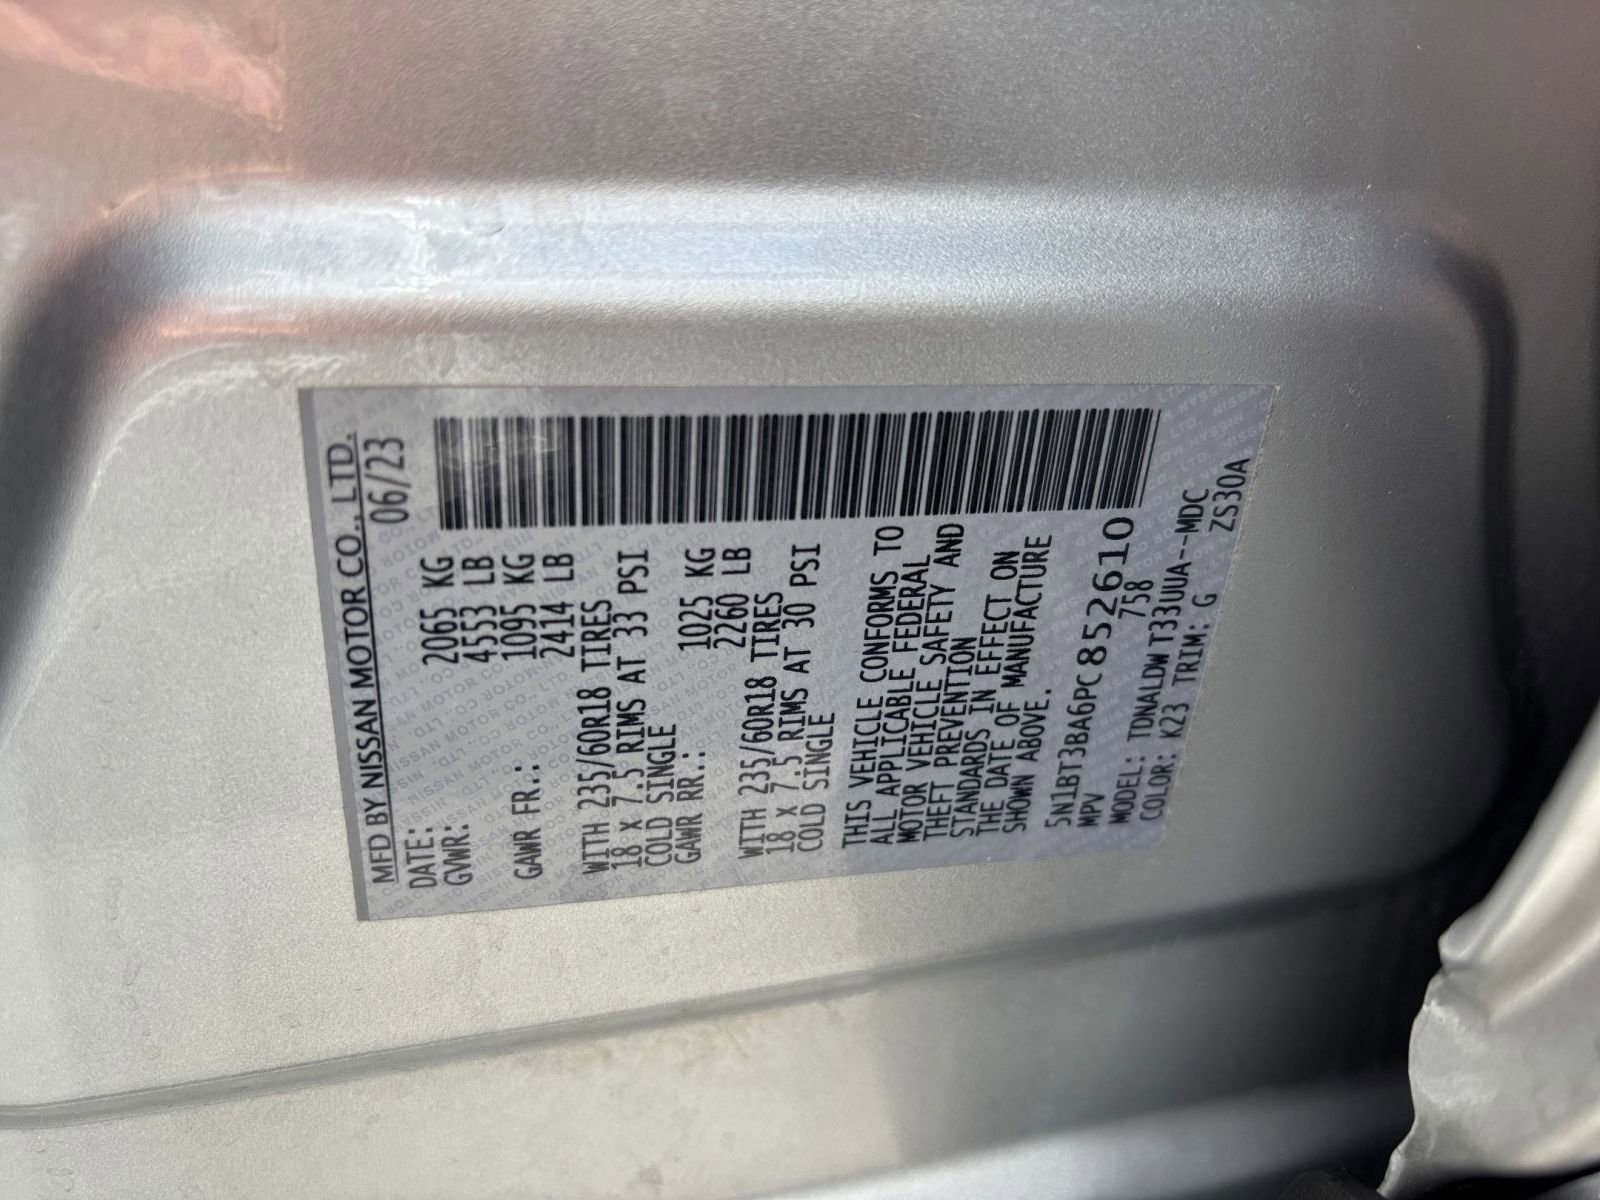 MFD BY NISSAN MOTOR CO., LTD.
DATE: 06/23
GVWR: 2065 KG
4553 LB
GAWR FR.: 1095 KG
2414 LB
WITH 235/60R18 TIRES
18 X 7.5 RIMS AT 33 PSI
COLD SINGLE
GAWR RR.: 1025 KG
2260 LB
WITH 235/60R18 TIRES
18 X 7.5 RIMS AT 30 PSI
COLD SINGLE
THIS VEHICLE CONFORMS TO
ALL APPLICABLE FEDERAL
MOTOR VEHICLE SAFETY AND
THEFT PREVENTION
STANDARDS IN EFFECT ON
THE DATE OF MANUFACTURE
SHOWN ABOVE.
5N1BT3BA6PC852610
MPV 758
MODEL: TDNALDWT33UUA--MDC
COLOR: K23 TRIM: G ZS30A